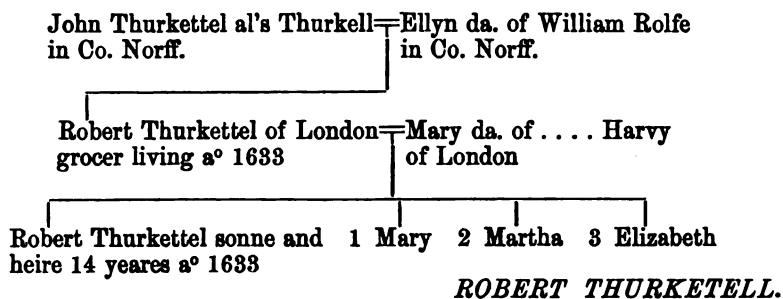 John Thurkettel al's Thurkell=Ellyn da. of William Rolfe
in Co. Norff. in Co. Norff.
Robert Thurkettel of London=Mary da. of .... Harvy
grocer living aº 1633 of London
Robert Thurkettel sonne and 1 Mary 2 Martha 3 Elizabeth
heire 14 yeares aº 1633
ROBERT THURKETELL.